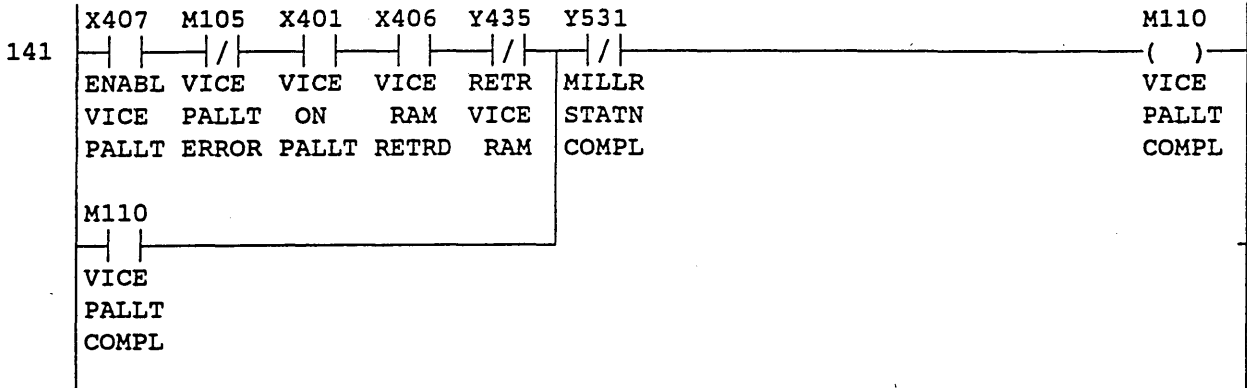 X407 M105 X401 X406 Y435 Y531 M110
141
ENABL VICE VICE VICE RETR MILLR VICE
VICE PALLT ON RAM VICE STATN PALLT
PALLT ERROR PALLT RETRD RAM COMPL COMPL
M110
VICE
PALLT
COMPL